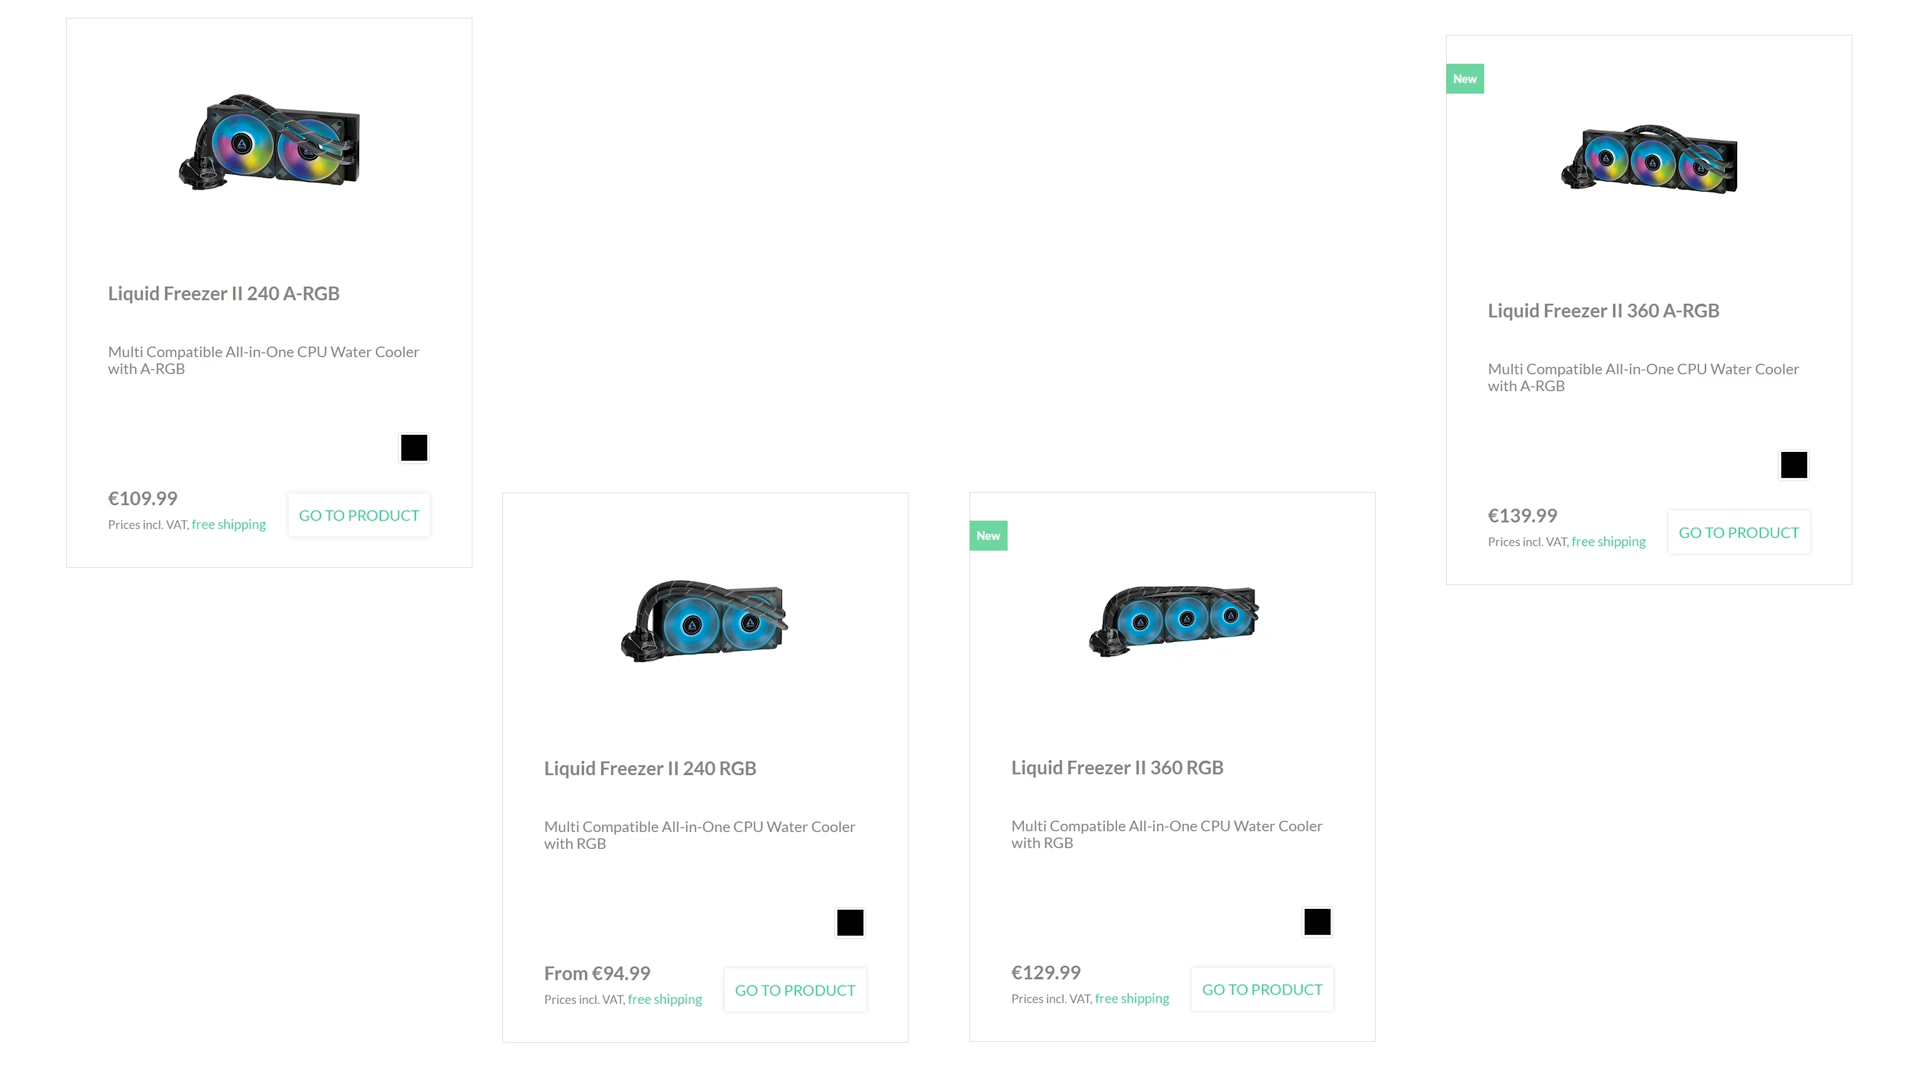 Liquid Freezer II 240 A-RGB
Multi Compatible All-in-One CPU Water Cooler
with A-RGB
€109.99
Prices incl. VAT, free shipping
GO TO PRODUCT
Liquid Freezer II 240 RGB
Multi Compatible All-in-One CPU Water Cooler
with RGB
From €94.99
Prices incl. VAT, free shipping
GO TO PRODUCT
New
Liquid Freezer II 360 RGB
Multi Compatible All-in-One CPU Water Cooler
with RGB
€129.99
Prices incl. VAT, free shipping
GO TO PRODUCT
New
Liquid Freezer II 360 A-RGB
Multi Compatible All-in-One CPU Water Cooler
with A-RGB
€139.99
Prices incl. VAT, free shipping
GO TO PRODUCT